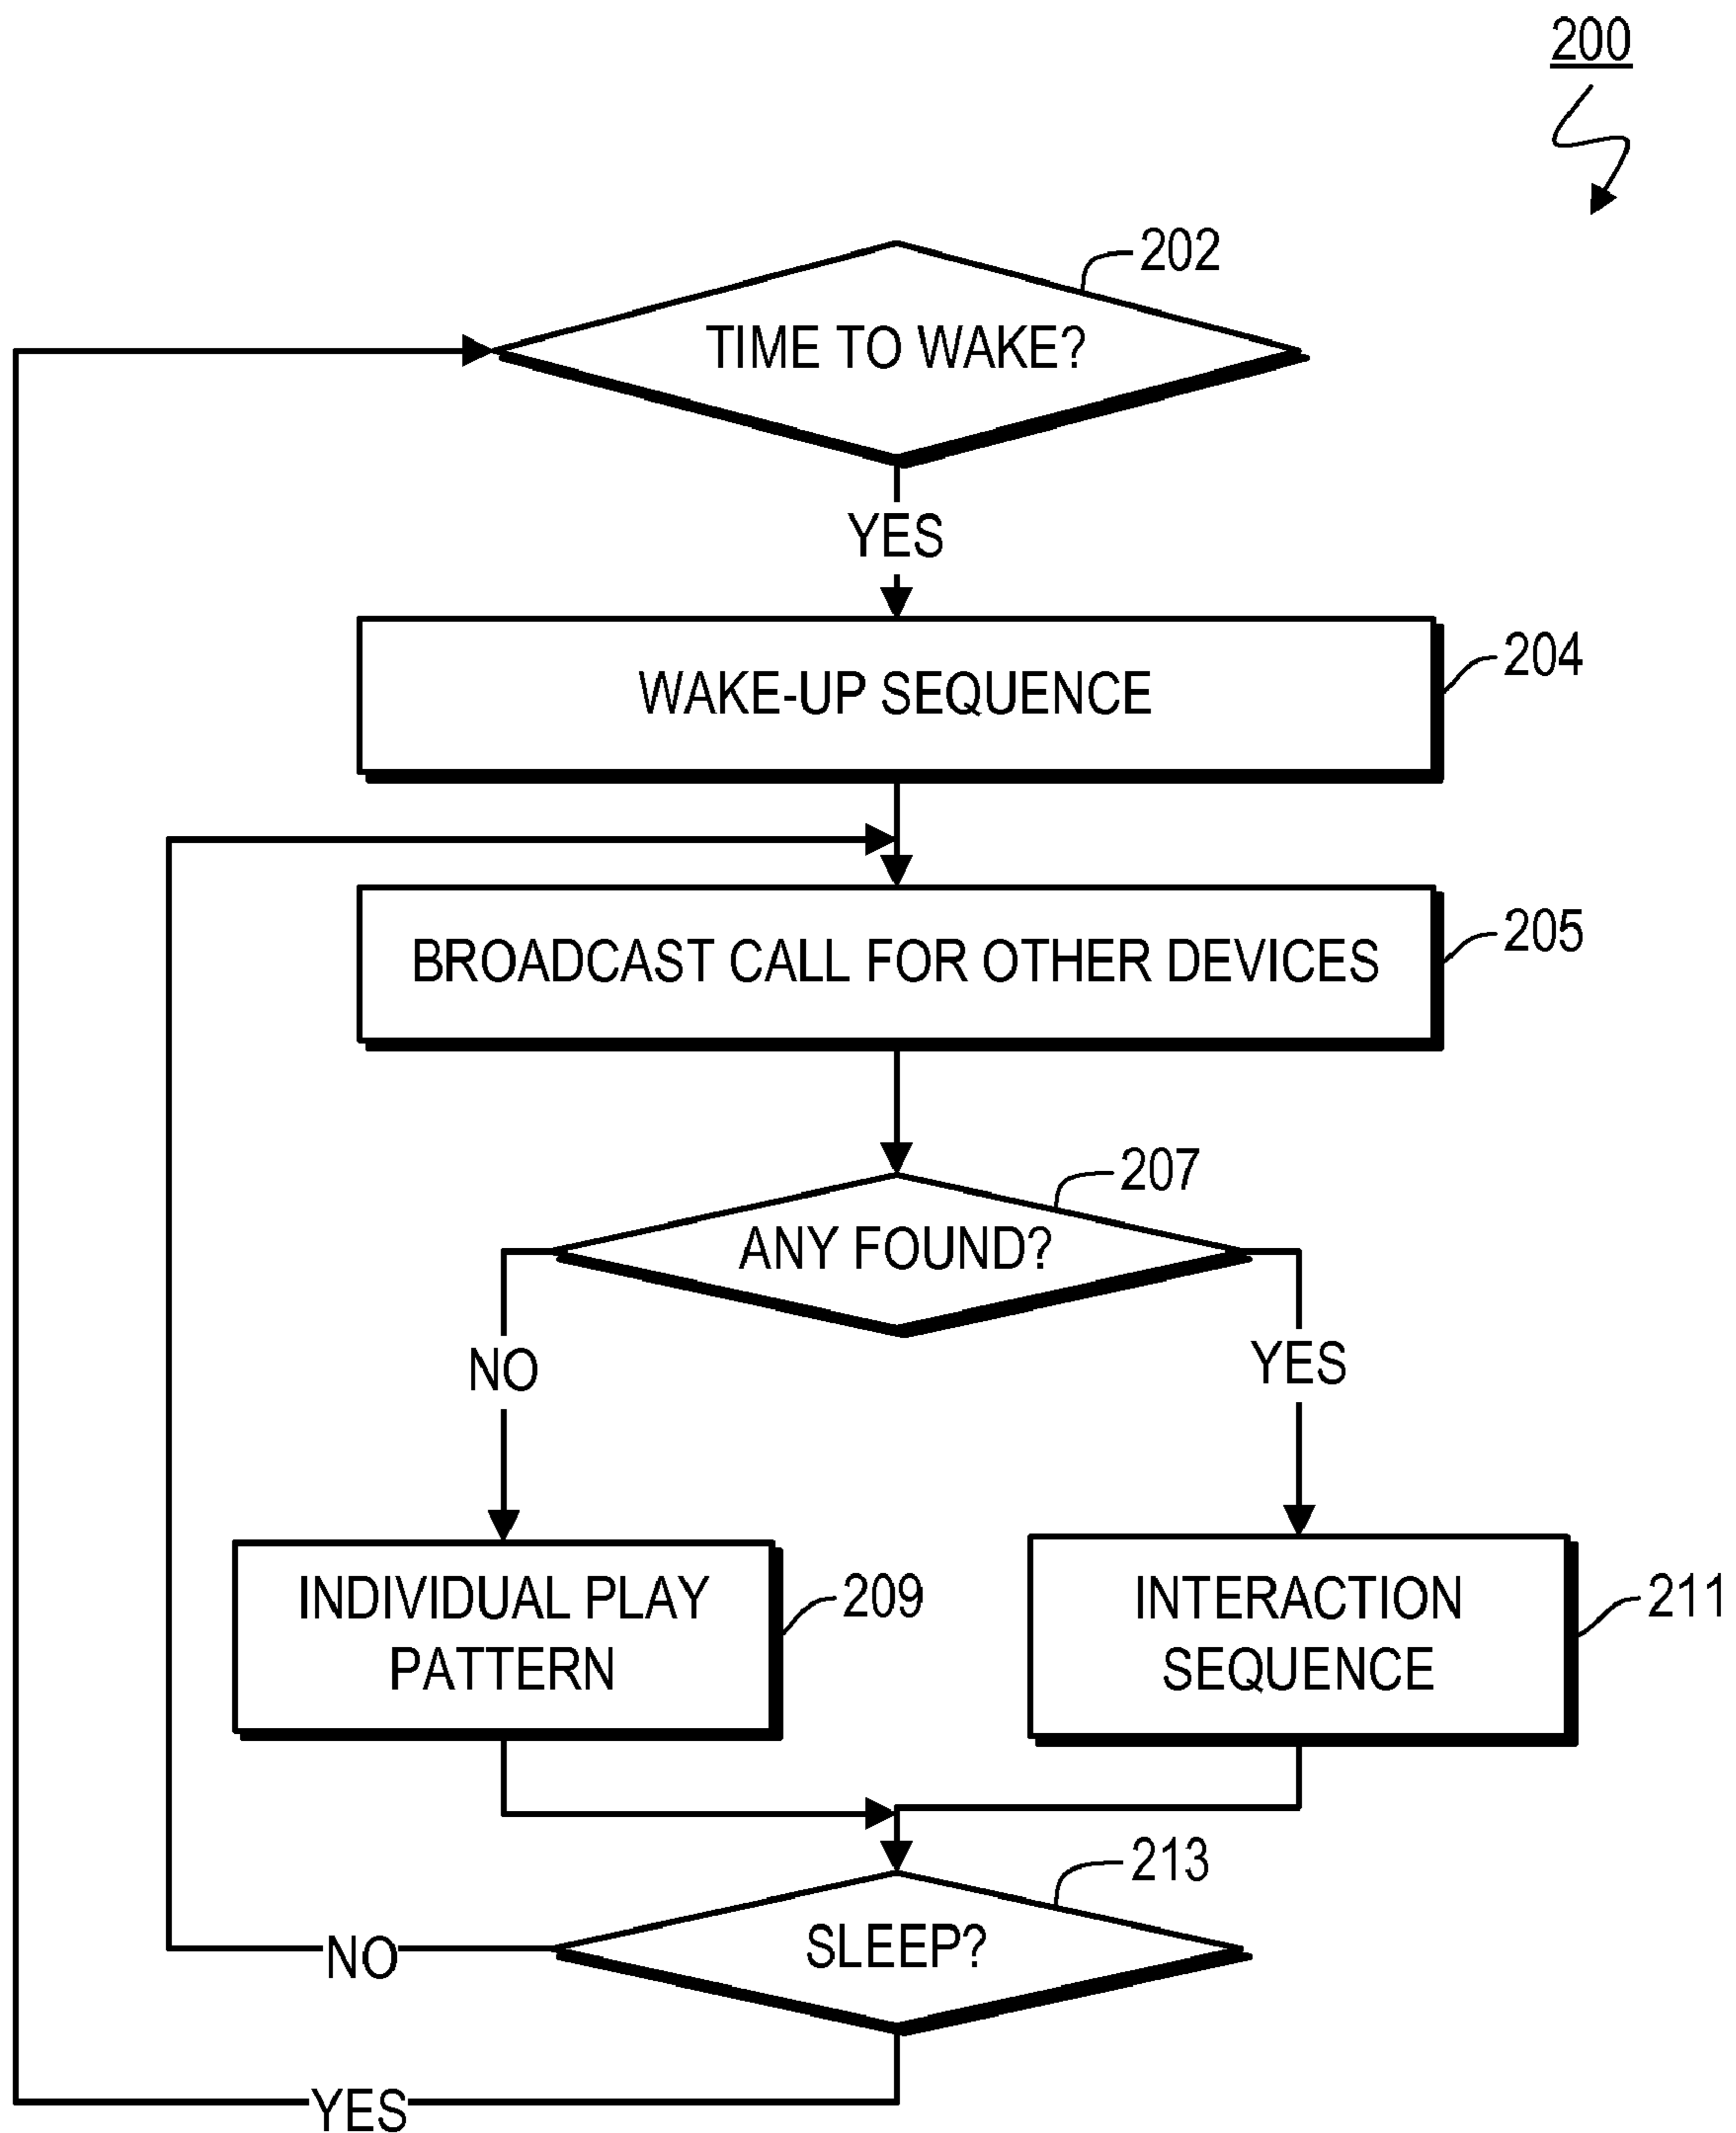 200
202
TIME TO WAKE?
YES
204
WAKE-UP SEQUENCE
205
BROADCAST CALL FOR OTHER DEVICES
207
ANY FOUND?
NO
YES
INDIVIDUAL PLAY
PATTERN
209
INTERACTION
SEQUENCE
211
213
SLEEP?
NO
YES